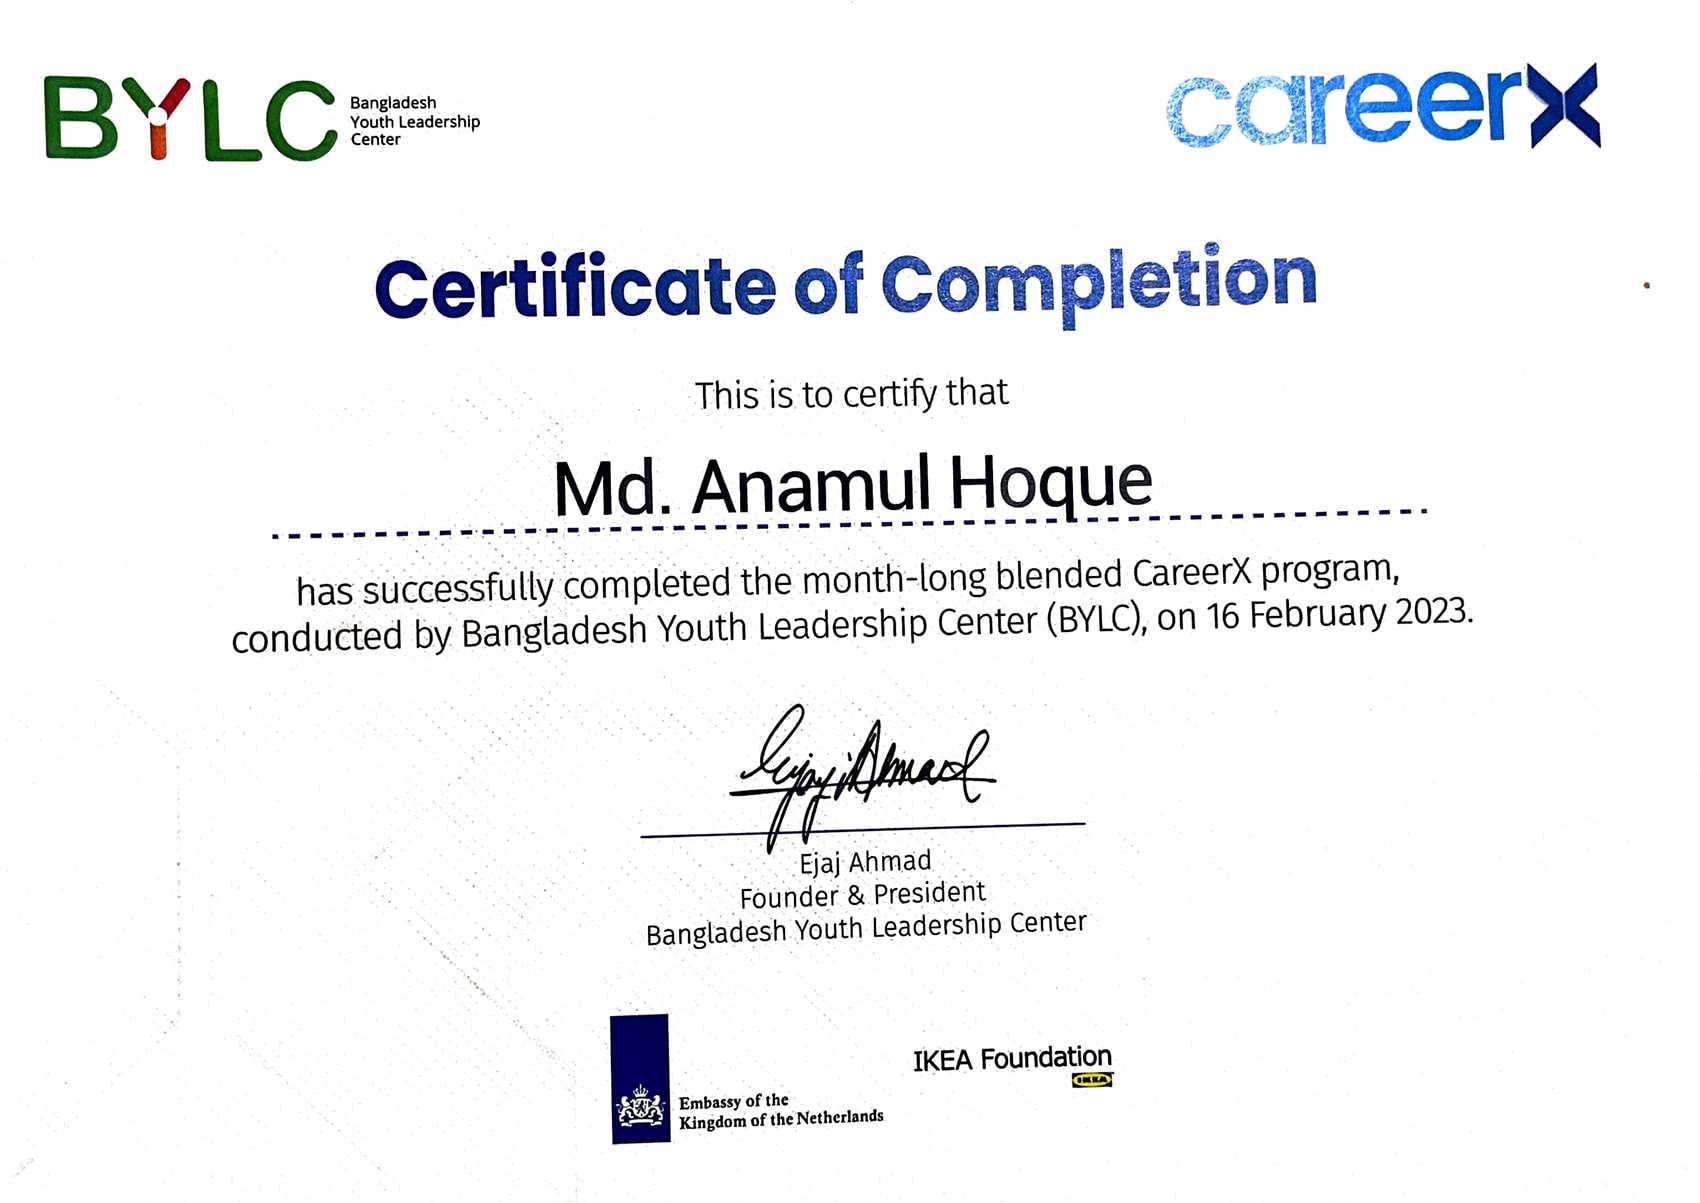 BYLC
Bangladesh
Youth Leadership
Center
careerx
Certificate of Completion
This is to certify that
Md. Anamul Hoque
has successfully completed the month-long blended CareerX program,
conducted by Bangladesh Youth Leadership Center (BYLC), on 16 February 2023.
Ejaj Ahmad
Ejaj Ahmad
Founder & President
Bangladesh Youth Leadership Center
Embassy of the
Kingdom of the Netherlands
IKEA Foundation
IKEA